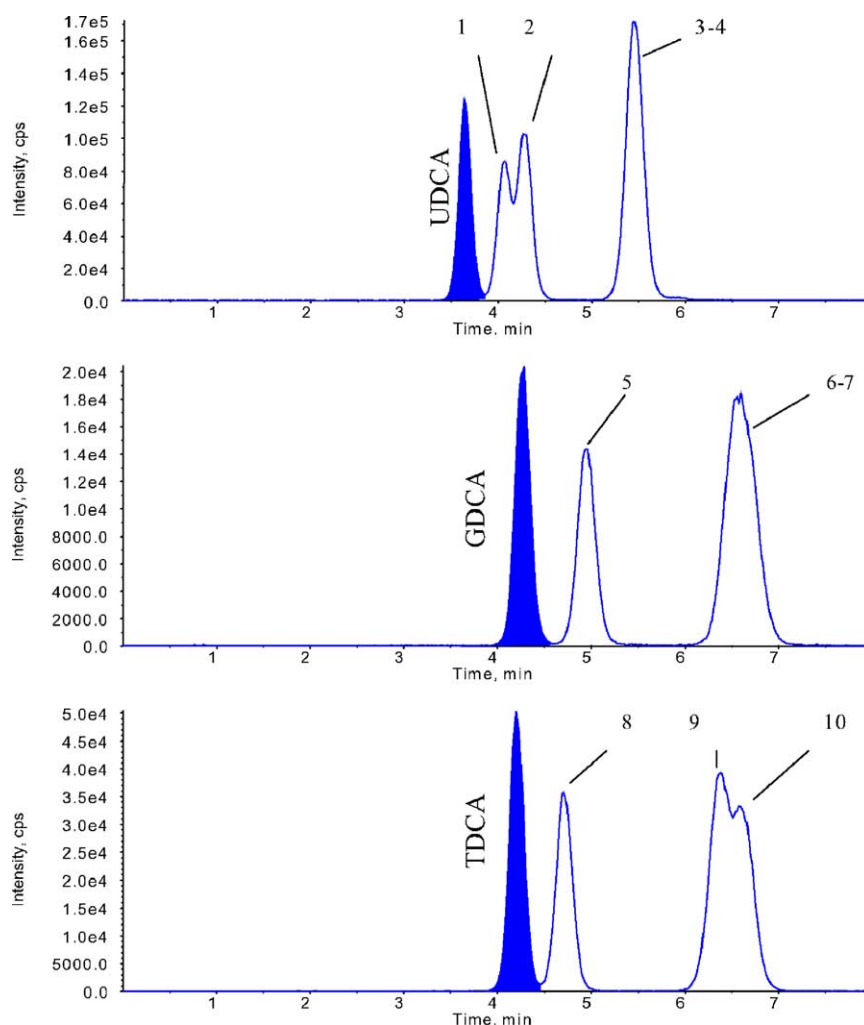 1 2 3-4
Intensity, cps
1.7e5
1.6e5
1.4e5
1.2e5
1.0e5
8.0e4
6.0e4
4.0e4
2.0e4
0.0
UDCA
1 2 3 4 5 6 7
Time, min
5 6-7
Intensity, cps
2.0e4
1.8e4
1.6e4
1.4e4
1.2e4
1.0e4
8000.0
6000.0
4000.0
2000.0
0.0
GDCA
1 2 3 4 5 6 7
Time, min
8 9 10
Intensity, cps
5.0e4
4.5e4
4.0e4
3.5e4
3.0e4
2.5e4
2.0e4
1.5e4
1.0e4
5000.0
0.0
TDCA
1 2 3 4 5 6 7
Time, min